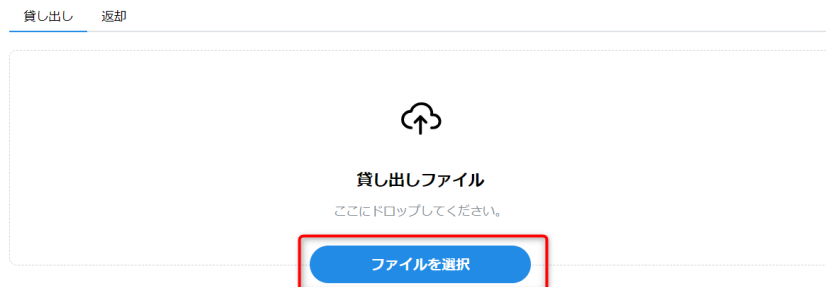 貸し出し 返却
貸し出しファイル
ここにドロップしてください。
ファイルを選択